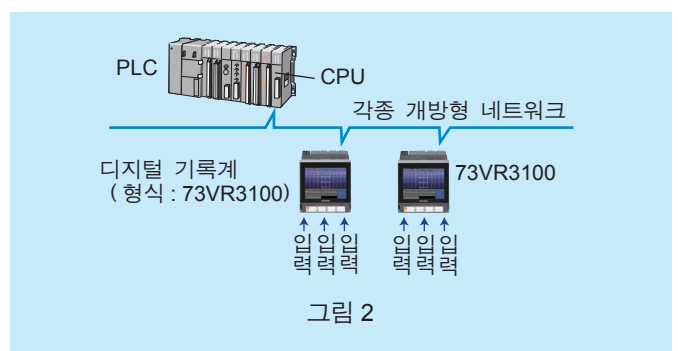 PLC
CPU
각종 개방형 네트워크
디지털 기록계
( 형식 : 73VR3100)
73VR3100
입력 입력 입력
입력 입력 입력
그림 2